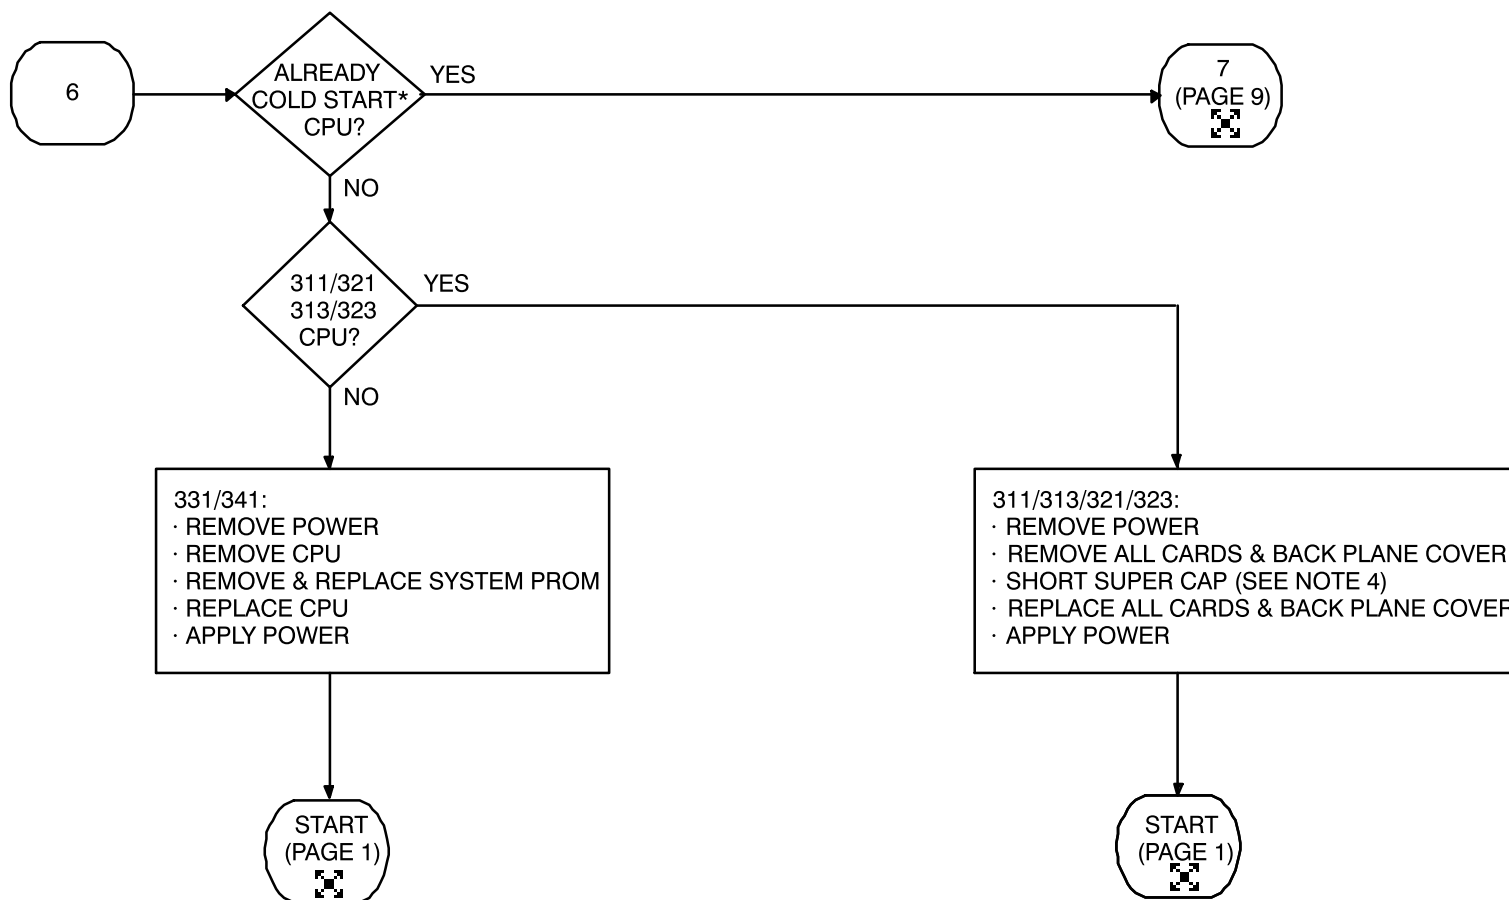 6
ALREADY
COLD START*
CPU?
YES
7
(PAGE 9)
NO
311/321
313/323
CPU?
YES
NO
331/341:
· REMOVE POWER
· REMOVE CPU
· REMOVE & REPLACE SYSTEM PROM
· REPLACE CPU
· APPLY POWER
311/313/321/323:
· REMOVE POWER
· REMOVE ALL CARDS & BACK PLANE COVER
· SHORT SUPER CAP (SEE NOTE 4)
· REPLACE ALL CARDS & BACK PLANE COVER
· APPLY POWER
START
(PAGE 1)
START
(PAGE 1)